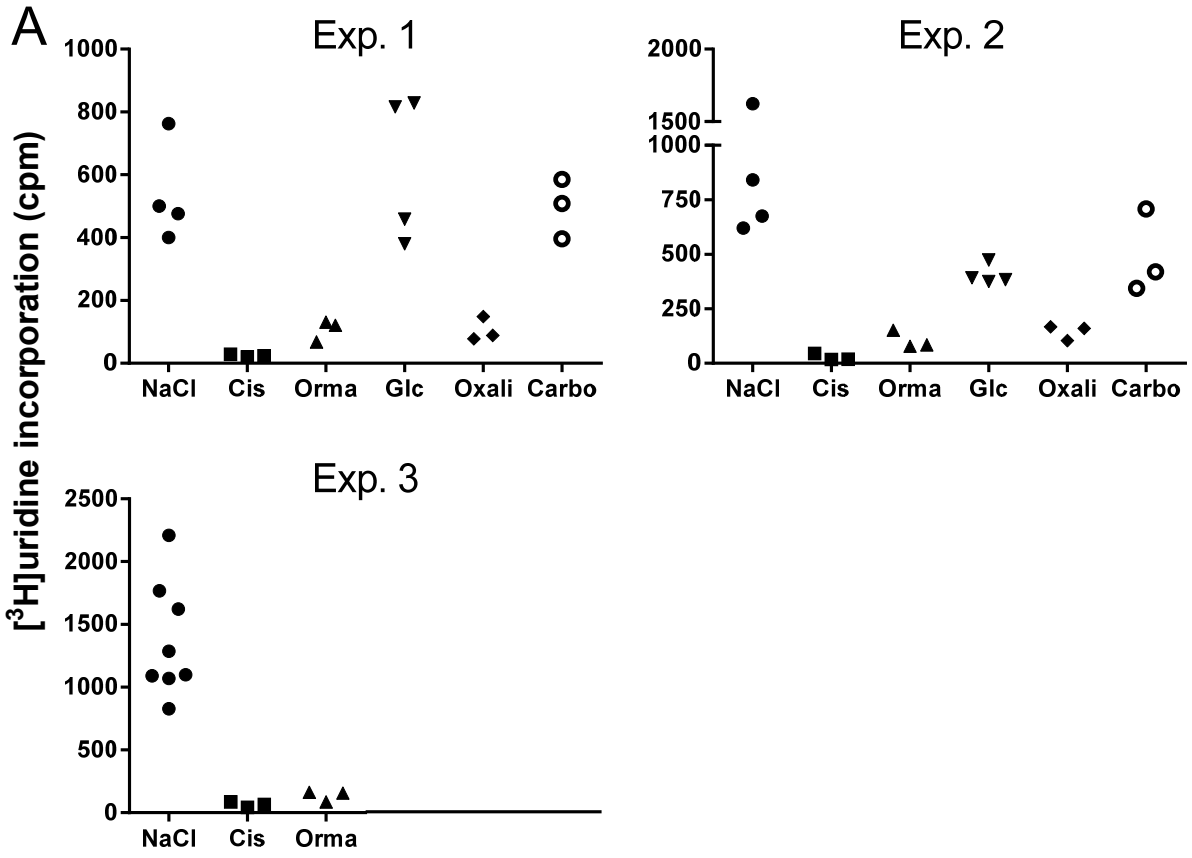 A
[³H]uridine incorporation (cpm)
Exp. 1
1000
800
600
400
200
0
NaCl Cis Orma Glc Oxali Carbo
Exp. 2
2000
1500
1000
750
500
250
0
NaCl Cis Orma Glc Oxali Carbo
Exp. 3
2500
2000
1500
1000
500
0
NaCl Cis Orma